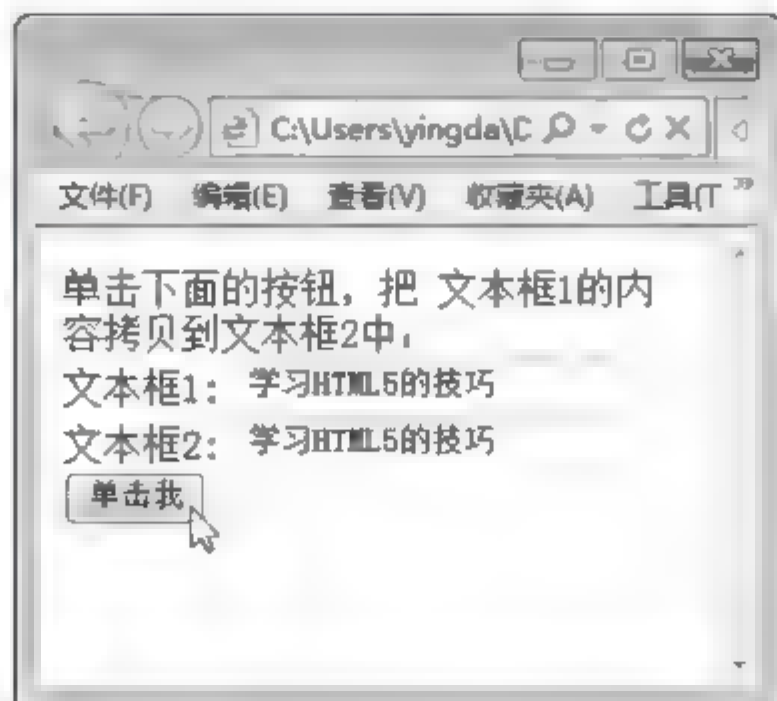 C:\Users\yingda\D
文件(F) 编辑(E) 查看(V) 收藏夹(A) 工具(T
单击下面的按钮，把 文本框1的内
容拷贝到文本框2中，
文本框1： 学习HTML5的技巧
文本框2： 学习HTML5的技巧
单击我